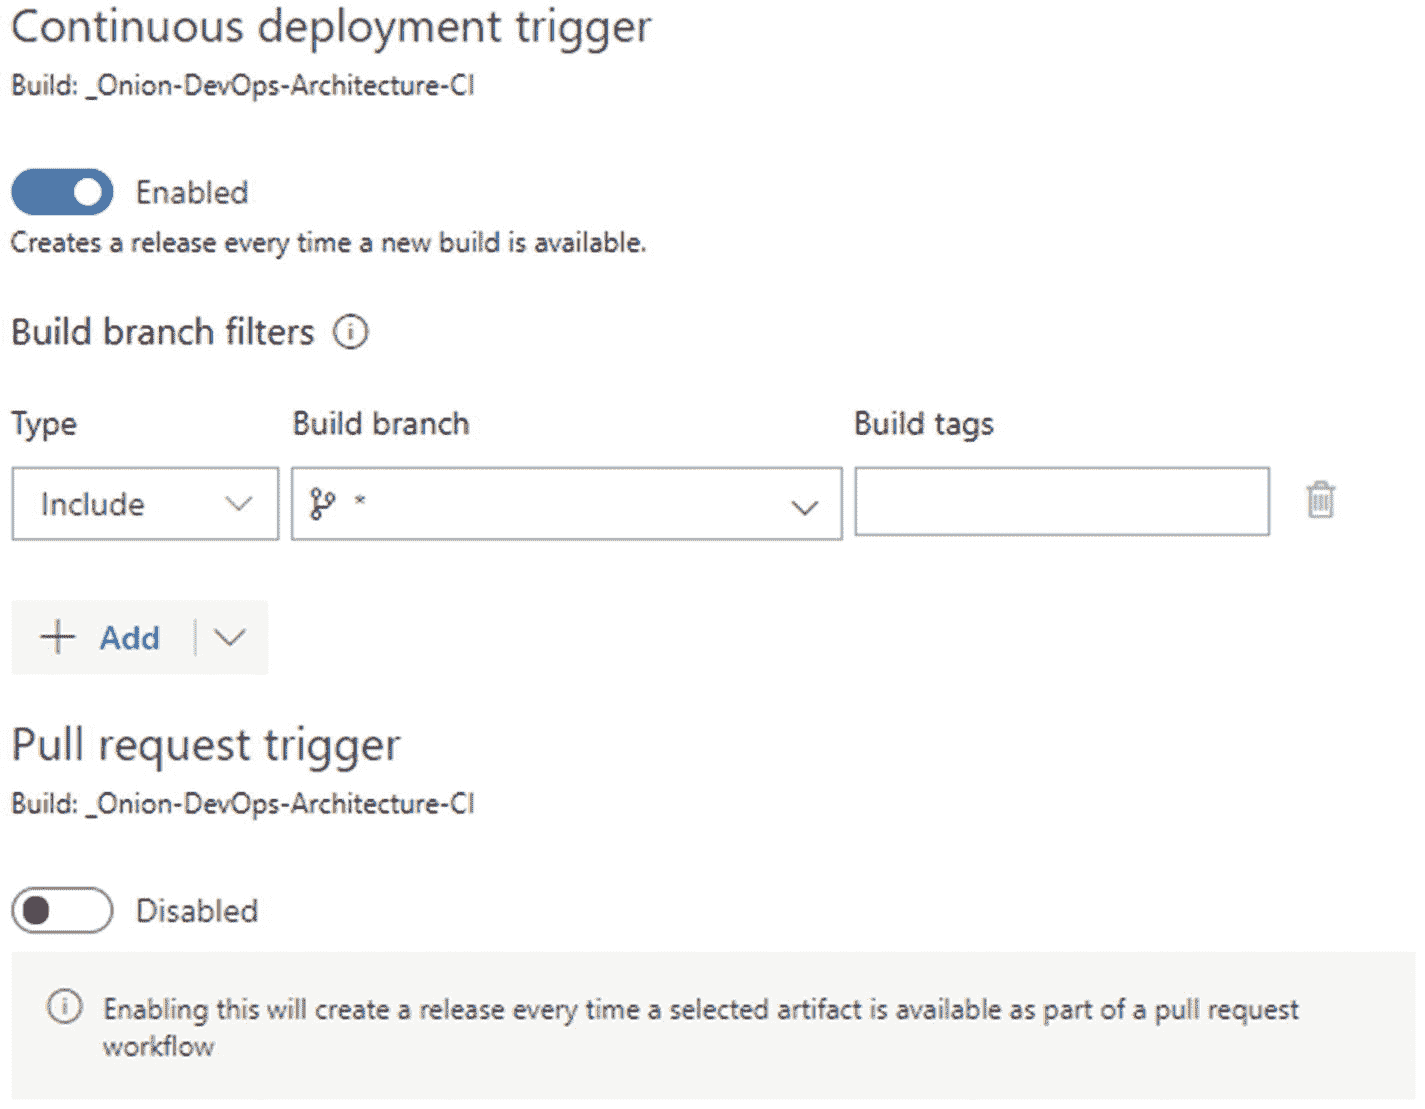 Continuous deployment trigger
Build: _Onion-DevOps-Architecture-CI
Enabled
Creates a release every time a new build is available.
Build branch filters
Type Build branch Build tags
Include *
+ Add
Pull request trigger
Build: _Onion-DevOps-Architecture-CI
Disabled
Enabling this will create a release every time a selected artifact is available as part of a pull request
workflow